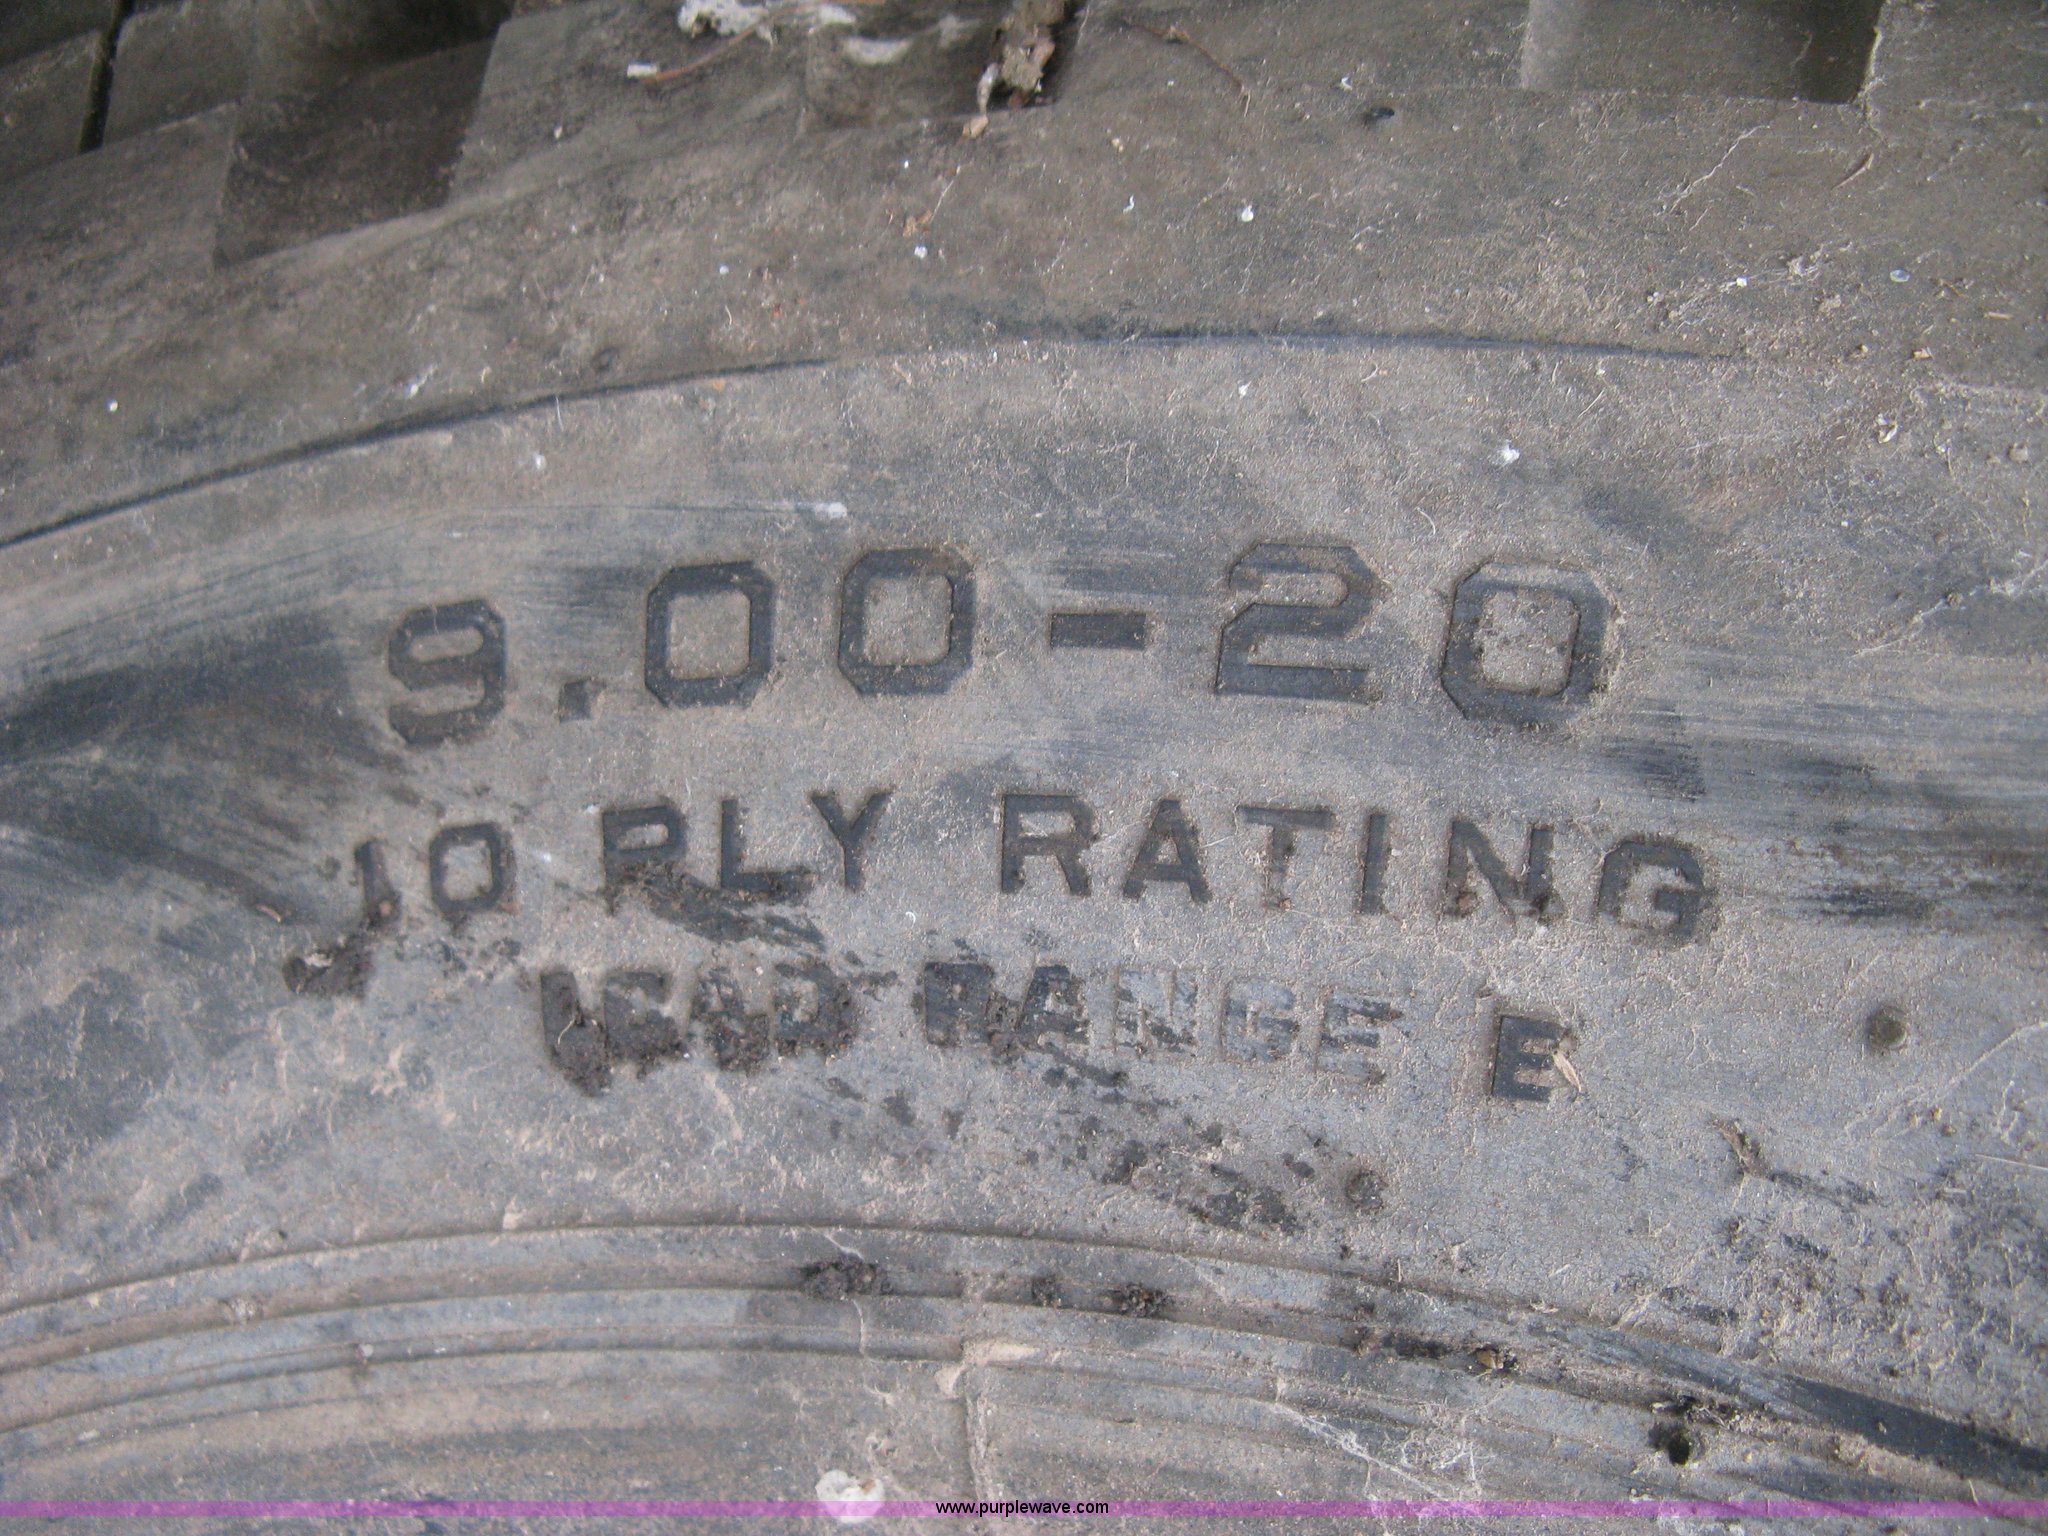 9.00-20
10 PLY RATING
LOAD RANGE E
www.purplewave.com